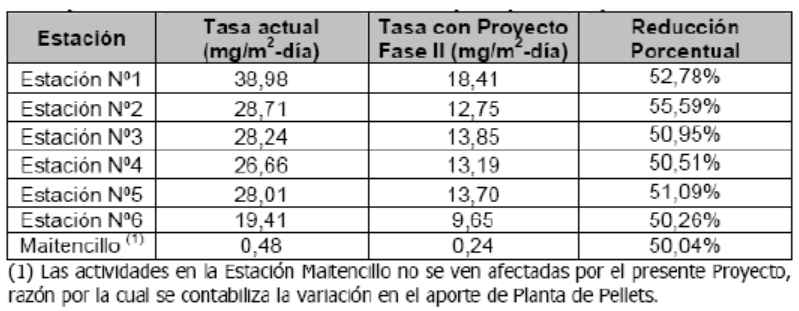 Estación Tasa actual (mg/m²-día) Tasa con Proyecto Fase II (mg/m²-día) Reducción Porcentual
Estación Nº1 38,98 18,41 52,78%
Estación Nº2 28,71 12,75 55,59%
Estación Nº3 28,24 13,85 50,95%
Estación Nº4 26,66 13,19 50,51%
Estación Nº5 28,01 13,70 51,09%
Estación Nº6 19,41 9,65 50,26%
Maitencillo (1) 0,48 0,24 50,04%
(1) Las actividades en la Estación Maitencillo no se ven afectadas por el presente Proyecto,
razón por la cual se contabiliza la variación en el aporte de Planta de Pellets.